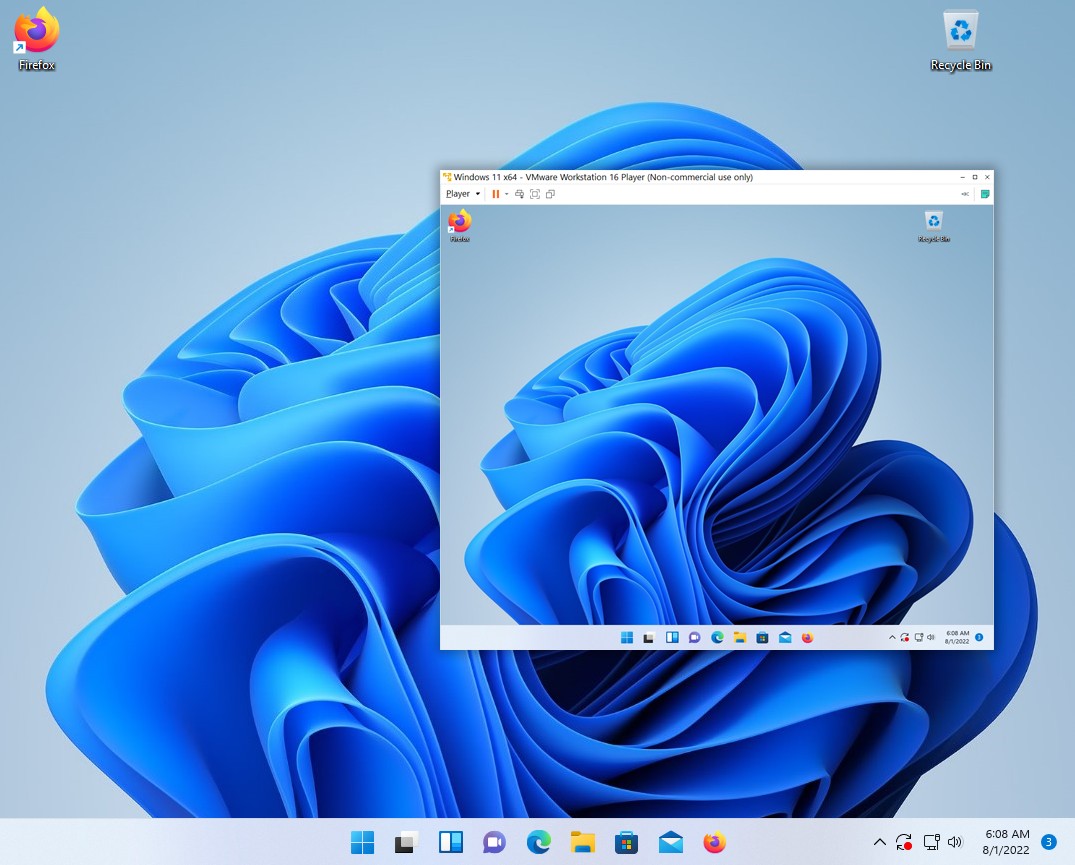 Firefox
Recycle Bin
Windows 11 x64 - VMware Workstation 16 Player (Non-commercial use only)
Player
Firefox
Recycle Bin
6:08 AM
8/1/2022
3
6:08 AM
8/1/2022
3